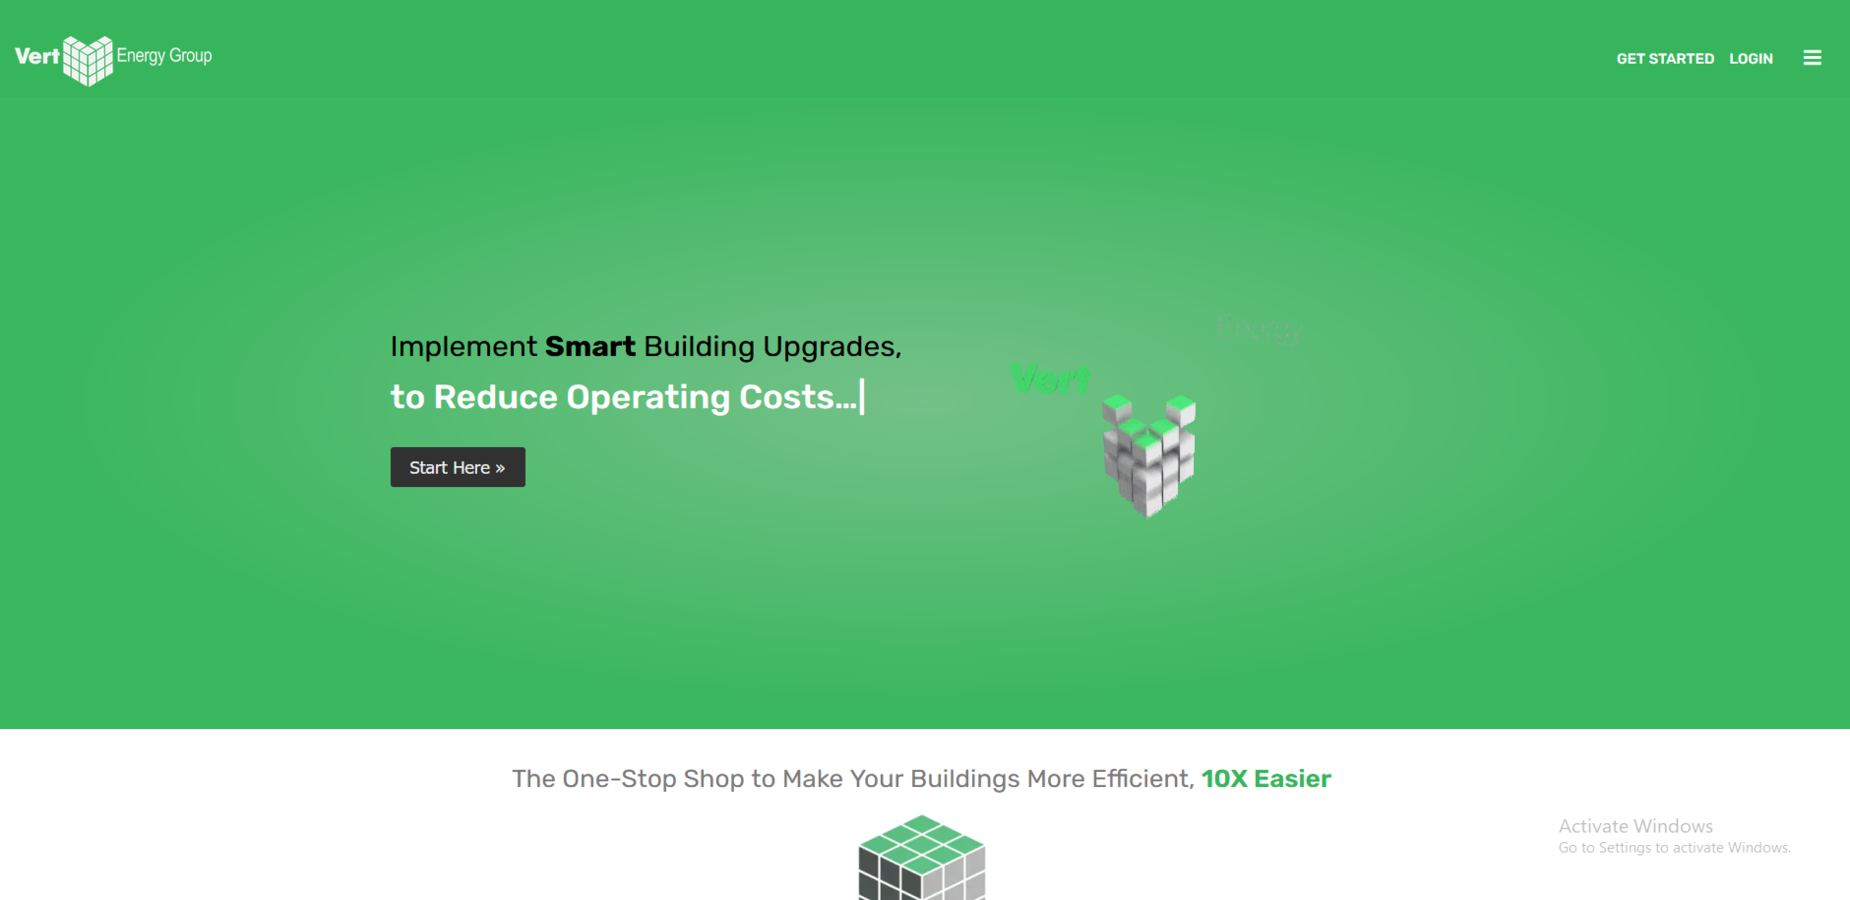 Vert Energy Group
GET STARTED LOGIN
Implement Smart Building Upgrades,
to Reduce Operating Costs...|
Start Here »
Energy
Vert
The One-Stop Shop to Make Your Buildings More Efficient, 10X Easier
Activate Windows
Go to Settings to activate Windows.